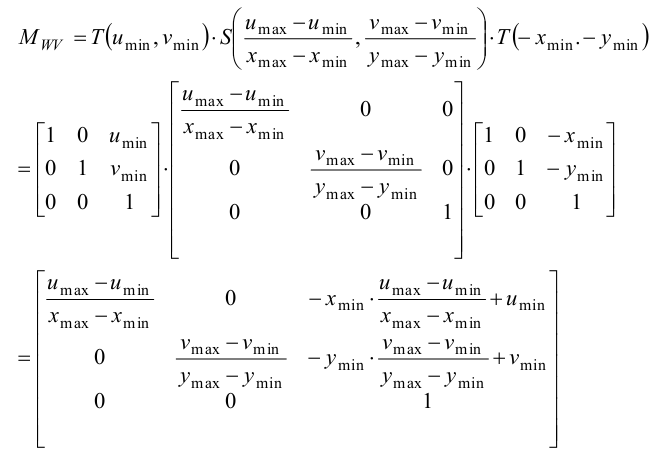 M_WV = T(u_min, v_min) · S((u_max − u_min)/(x_max − x_min), (v_max − v_min)/(y_max − y_min)) · T(− x_min . − y_min)
= [1 0 u_min; 0 1 v_min; 0 0 1] · [(u_max − u_min)/(x_max − x_min) 0 0; 0 (v_max − v_min)/(y_max − y_min) 0; 0 0 1] · [1 0 − x_min; 0 1 − y_min; 0 0 1]
= [(u_max − u_min)/(x_max − x_min) 0 − x_min · (u_max − u_min)/(x_max − x_min) + u_min; 0 (v_max − v_min)/(y_max − y_min) − y_min · (v_max − v_min)/(y_max − y_min) + v_min; 0 0 1]